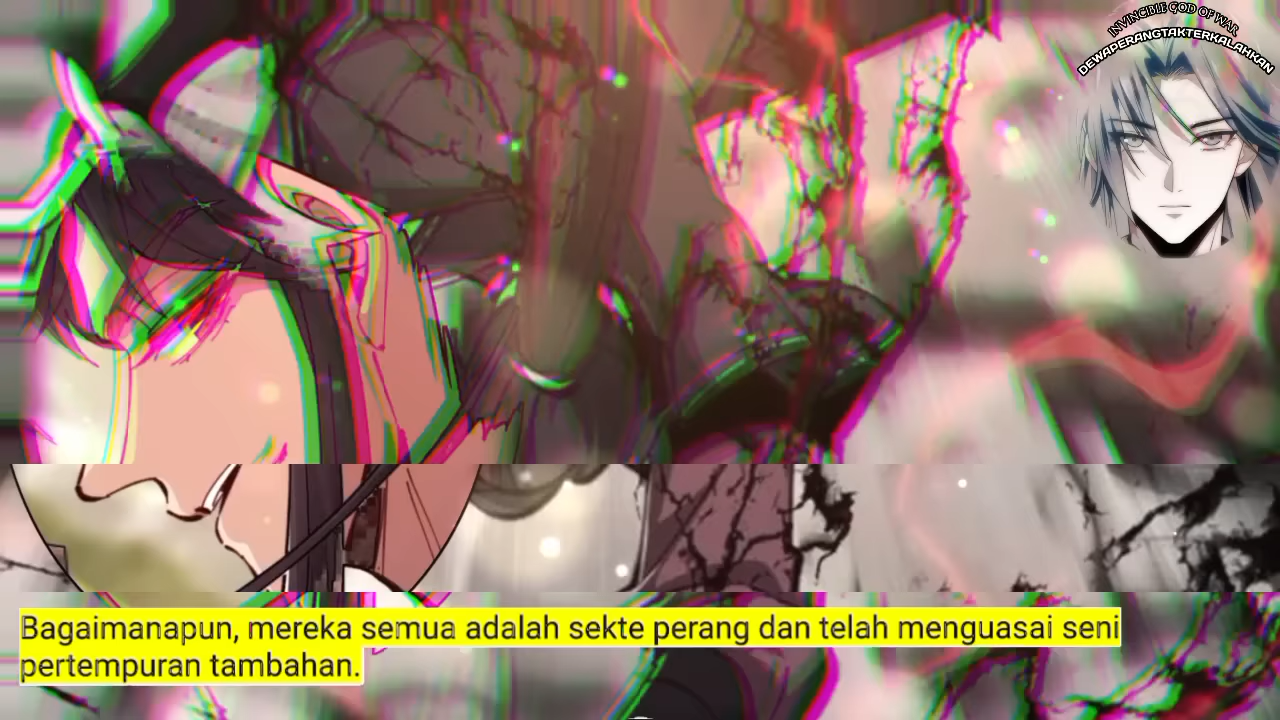 INVINCIBLE GOD OF WAR
DEWAPERANGTAKTERKALAHKAN
Bagaimanapun, mereka semua adalah sekte perang dan telah menguasai seni
pertempuran tambahan.